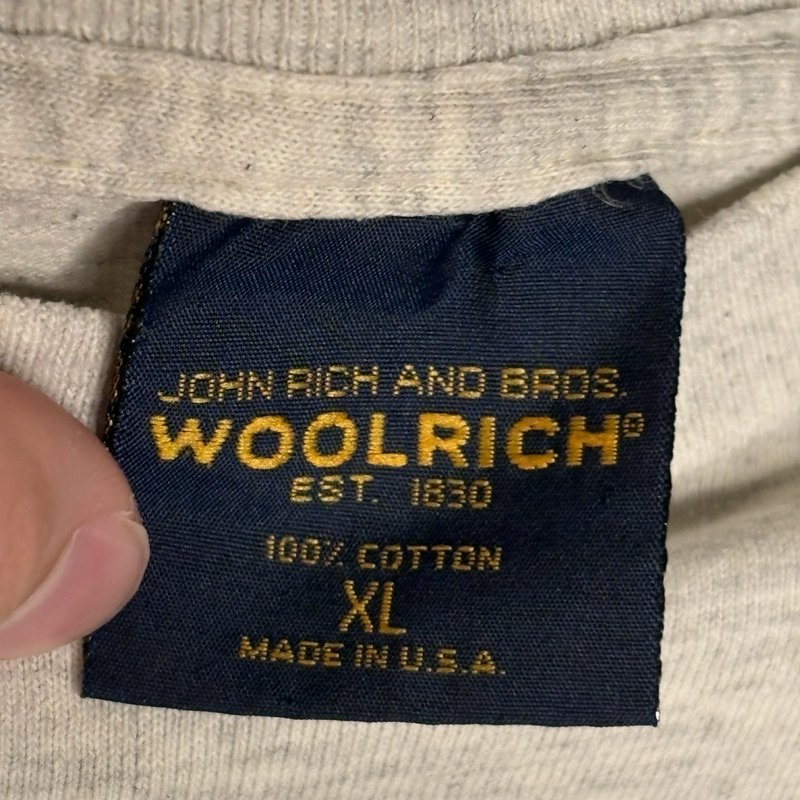 JOHN RICH AND BROS.
WOOLRICH®
EST. 1830
100% COTTON
XL
MADE IN U.S.A.